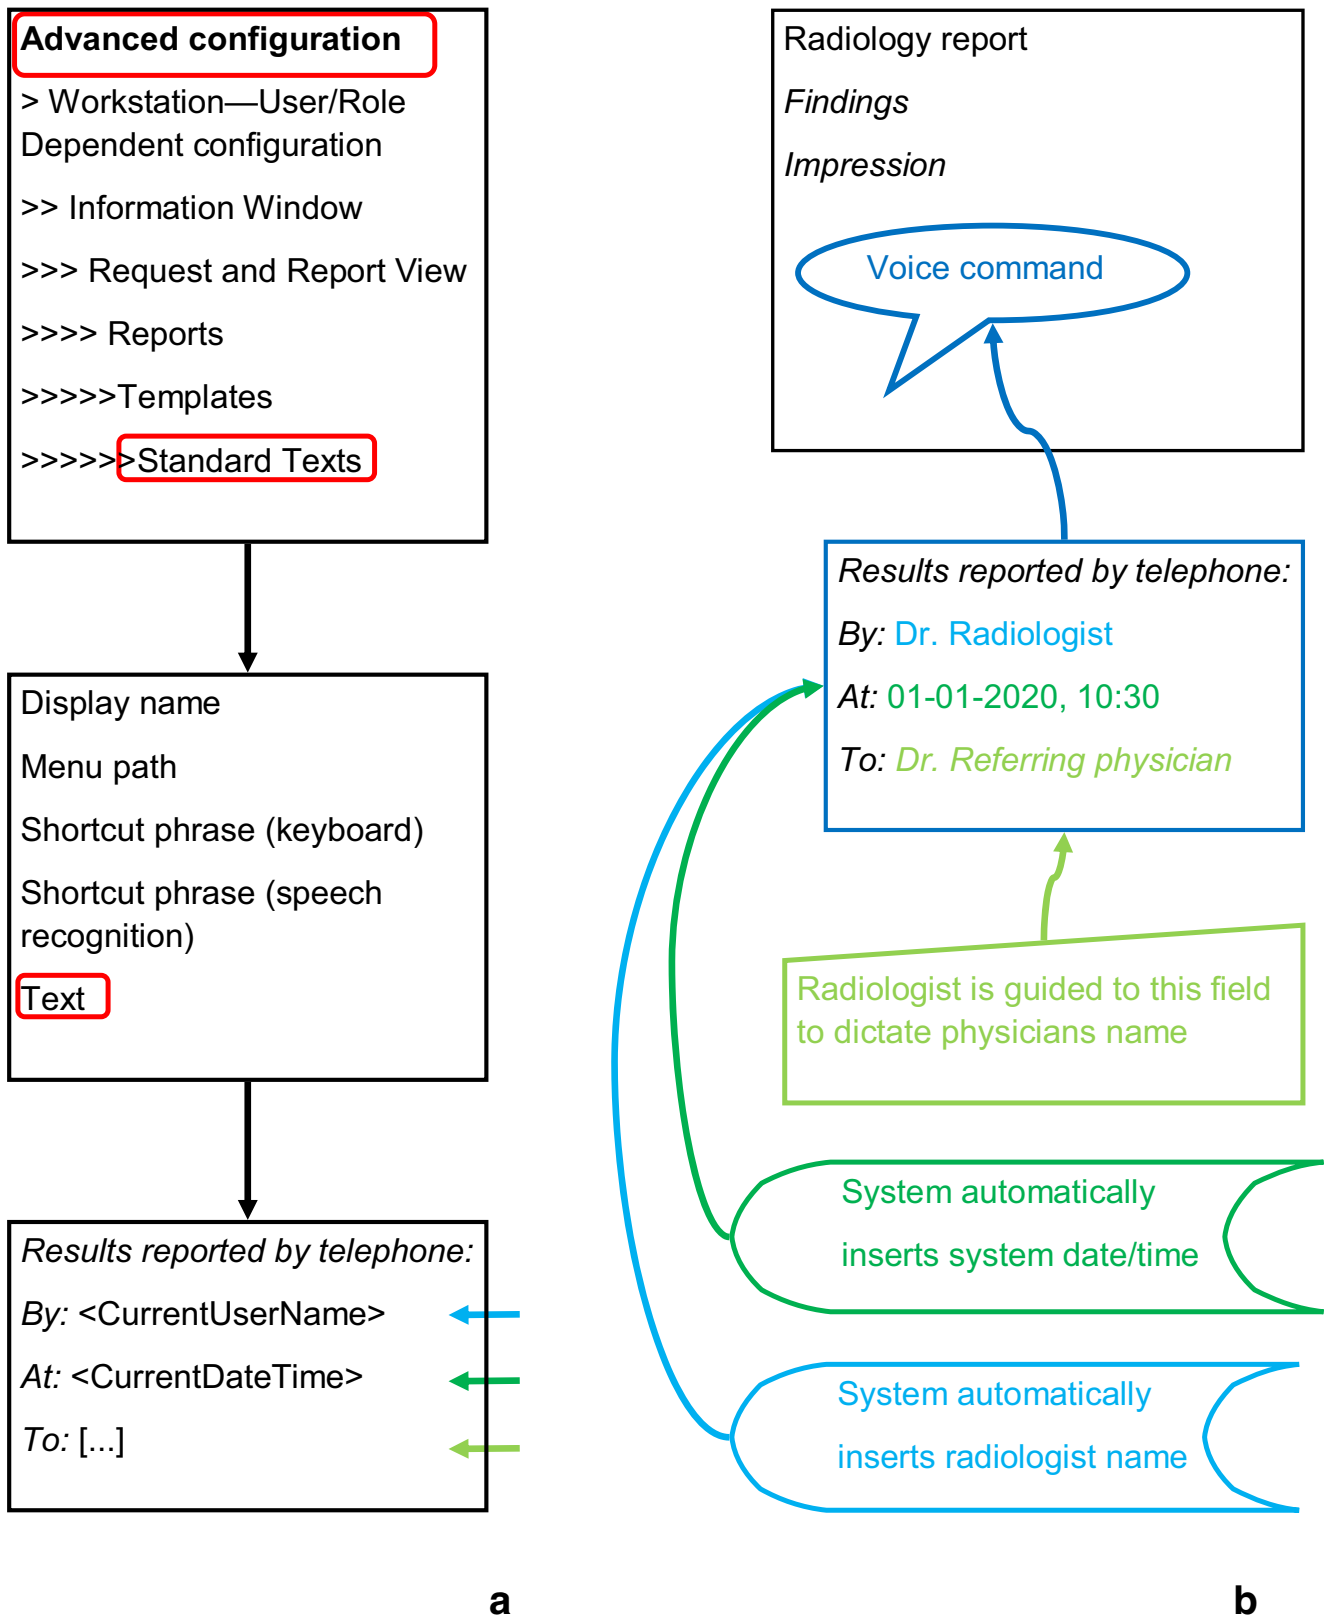 Advanced configuration
> Workstation—User/Role
Dependent configuration
>> Information Window
>>> Request and Report View
>>>> Reports
>>>>>Templates
>>>>>>Standard Texts
Display name
Menu path
Shortcut phrase (keyboard)
Shortcut phrase (speech
recognition)
Text
Results reported by telephone:
By: <CurrentUserName>
At: <CurrentDateTime>
To: [...]
a
Radiology report
Findings
Impression
Voice command
Results reported by telephone:
By: Dr. Radiologist
At: 01-01-2020, 10:30
To: Dr. Referring physician
Radiologist is guided to this field
to dictate physicians name
System automatically
inserts system date/time
System automatically
inserts radiologist name
b